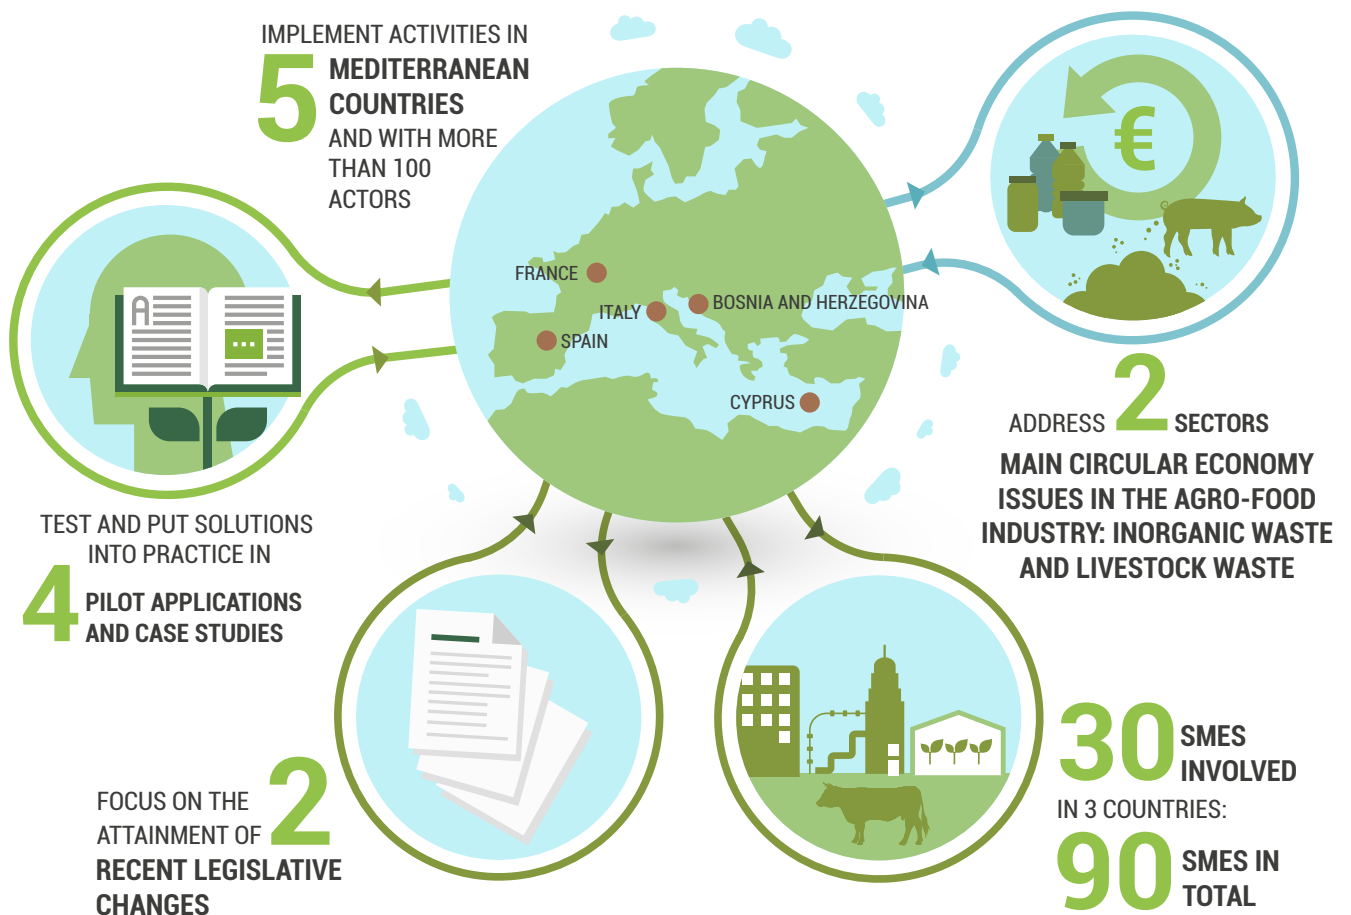 IMPLEMENT ACTIVITIES IN
5 MEDITERRANEAN
COUNTRIES
AND WITH MORE
THAN 100
ACTORS
€
FRANCE
ITALY
BOSNIA AND HERZEGOVINA
SPAIN
CYPRUS
A
ADDRESS 2 SECTORS
MAIN CIRCULAR ECONOMY
ISSUES IN THE AGRO-FOOD
INDUSTRY: INORGANIC WASTE
AND LIVESTOCK WASTE
TEST AND PUT SOLUTIONS
INTO PRACTICE IN
4 PILOT APPLICATIONS
AND CASE STUDIES
FOCUS ON THE
ATTAINMENT OF 2
RECENT LEGISLATIVE
CHANGES
30 SMES
INVOLVED
IN 3 COUNTRIES:
90 SMES IN
TOTAL